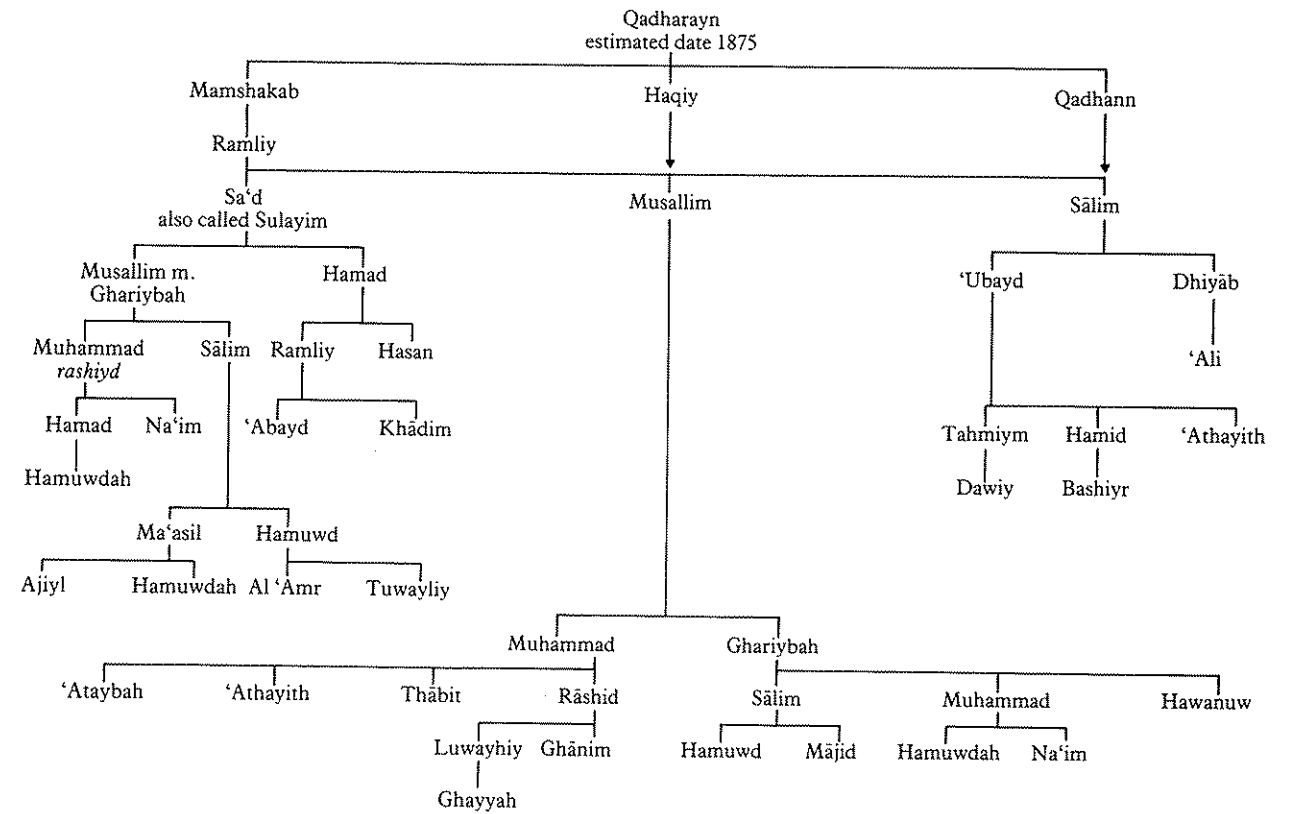 Qadharayn
estimated date 1875
Mamshakab Haqiy Qadhann
Ramliy
Sa‘d Musallim Sālim
also called Sulayim
Musallim m. Hamad ‘Ubayd Dhiyāb
Ghariybah
Muhammad Sālim Ramliy Hasan ‘Ali
rashiyd
Hamad Na‘im ‘Abayd Khādim Tahmiym Hamid ‘Athayith
Hamuwdah Dawiy Bashiyr
Ma‘asil Hamuwd
Ajiyl Hamuwdah Al ‘Amr Tuwayliy
Muhammad Ghariybah
‘Ataybah ‘Athayith Thābit Rāshid Sālim Muhammad Hawanuw
Luwayhiy Ghānim Hamuwd Mājid Hamuwdah Na‘im
Ghayyah